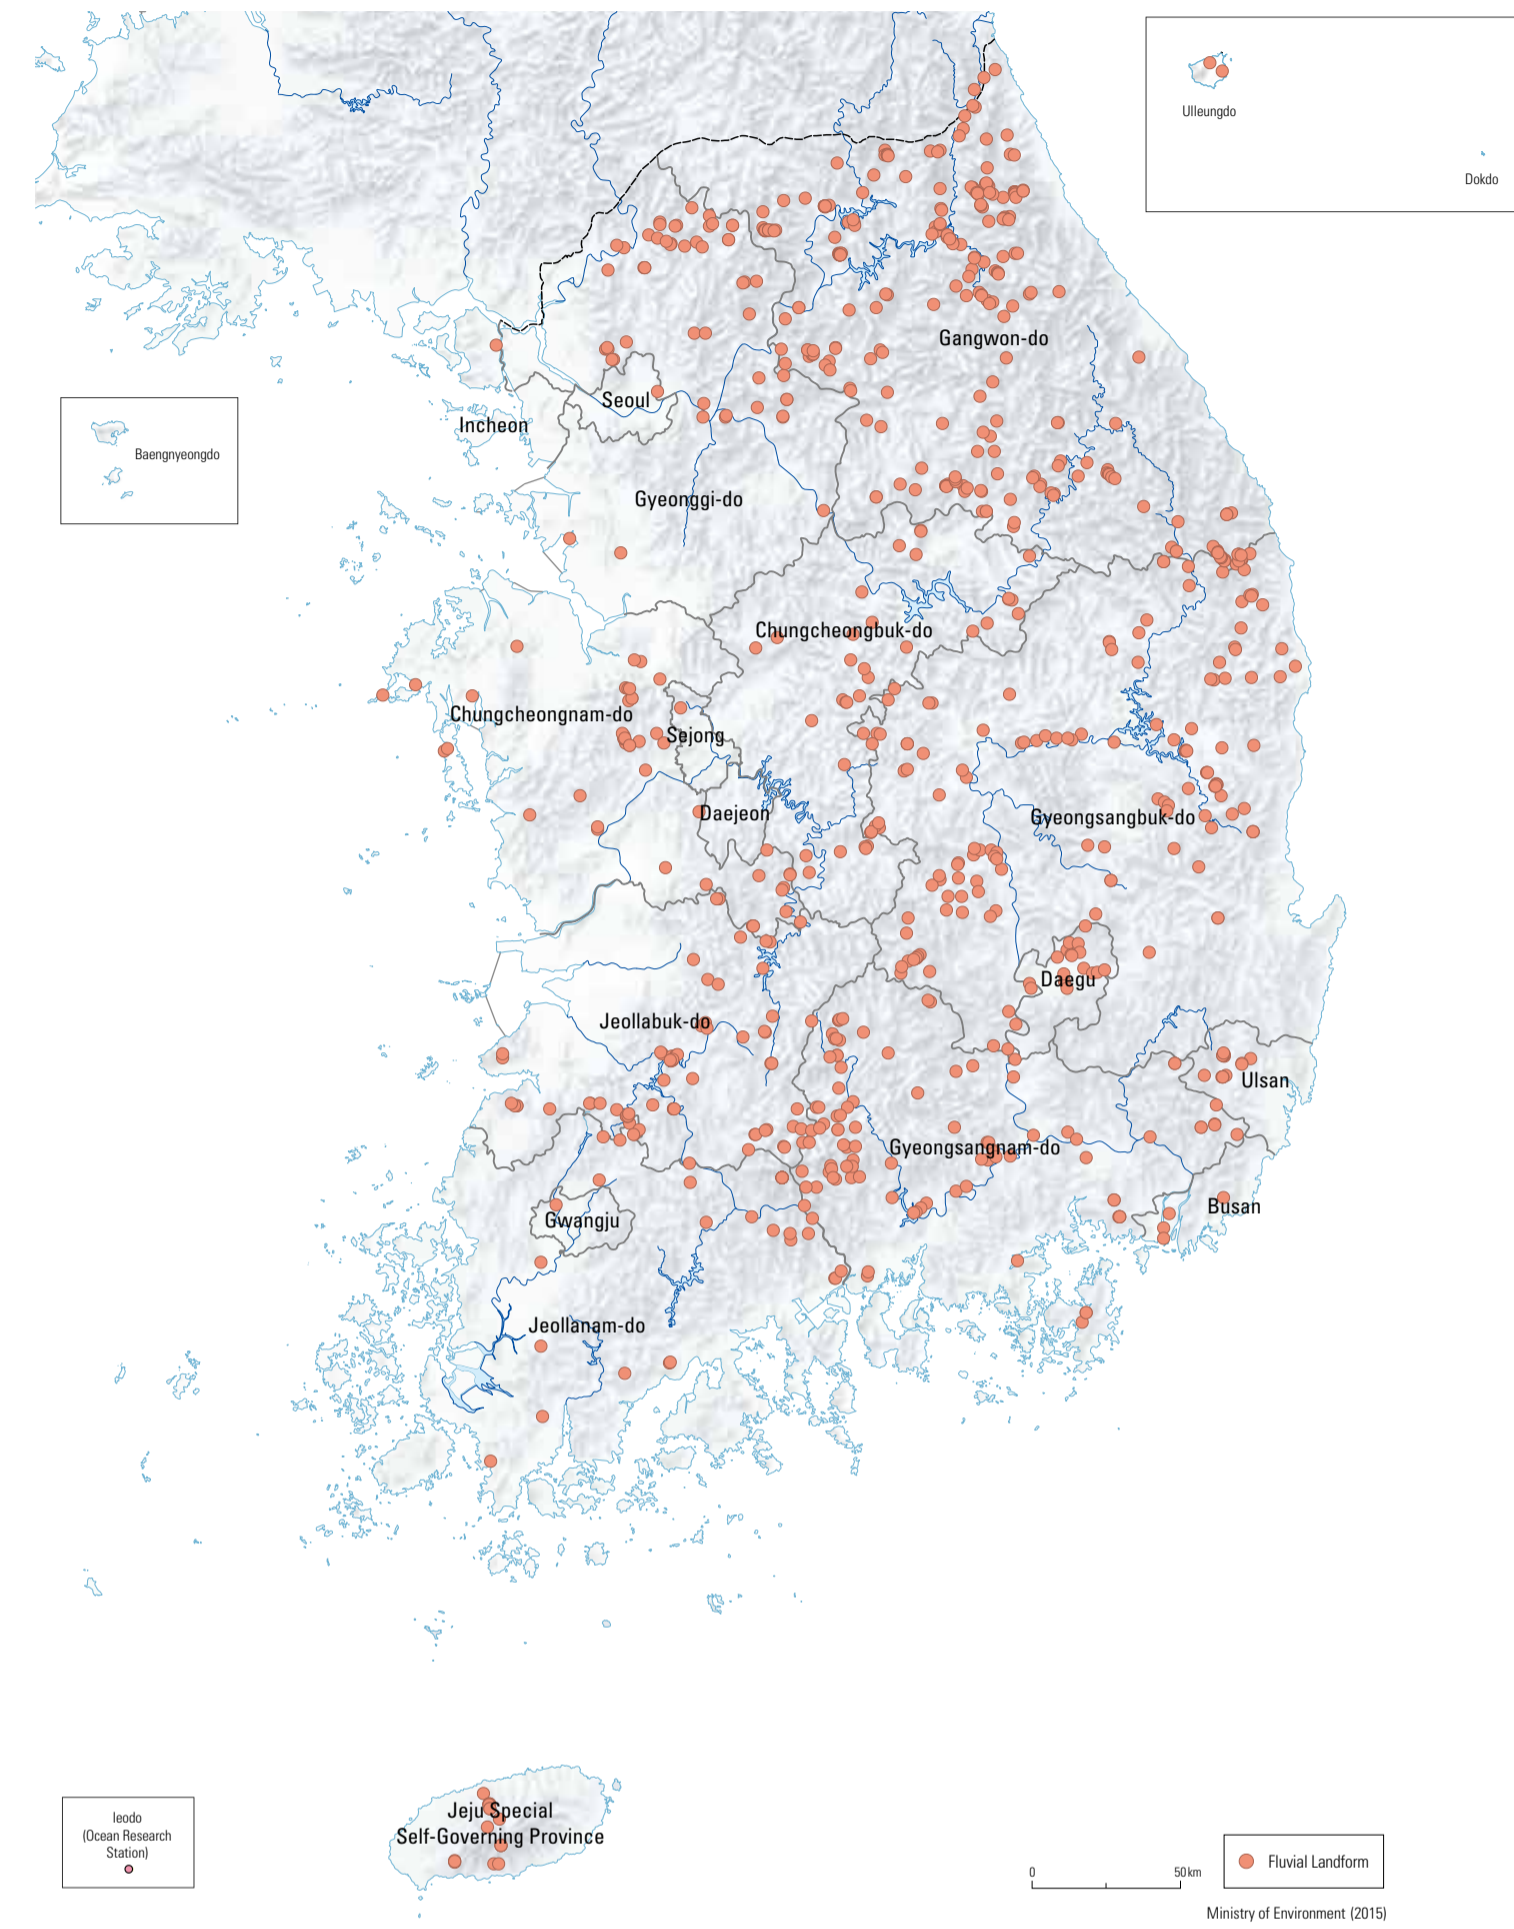 Ulleungdo
Dokdo
Gangwon-do
Seoul
Incheon
Baengnyeongdo
Gyeonggi-do
Chungcheongbuk-do
Chungcheongnam-do
Sejong
Daejeon
Gyeongsangbuk-do
Daegu
Jeollabuk-do
Ulsan
Gyeongsangnam-do
Busan
Gwangju
Jeollanam-do
Jeju Special
Self-Governing Province
Ieodo
(Ocean Research
Station)
0 50 km
Fluvial Landform
Ministry of Environment (2015)